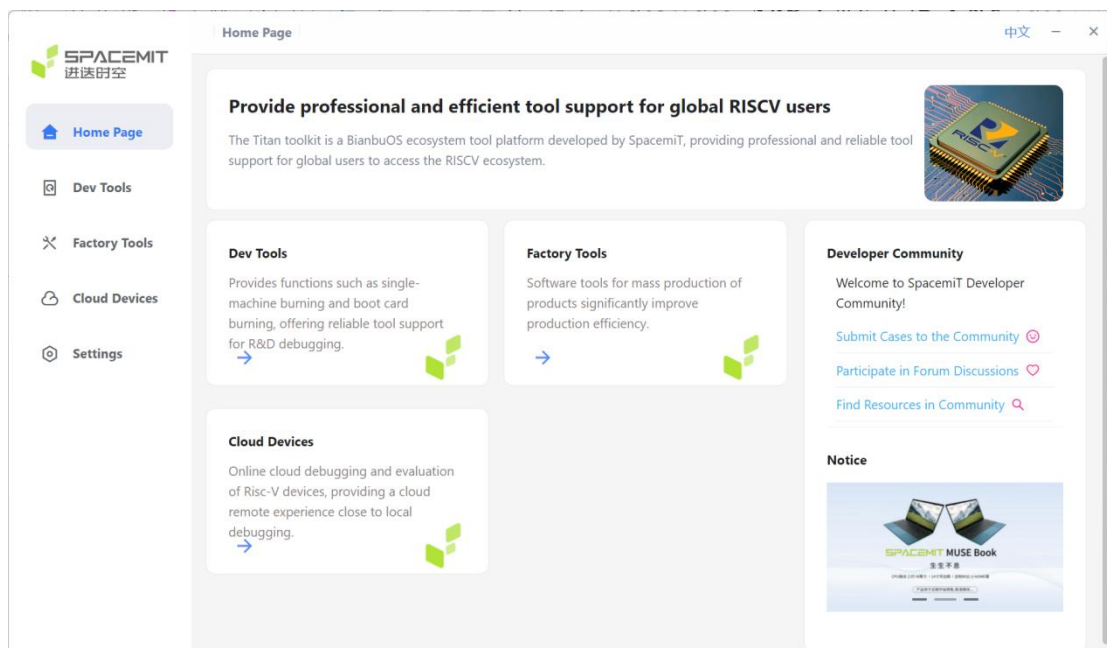 SPACEMIT
进迭时空
Home Page
Dev Tools
Factory Tools
Cloud Devices
Settings
Home Page
中文
Provide professional and efficient tool support for global RISCV users
The Titan toolkit is a BianbuOS ecosystem tool platform developed by SpacemiT, providing professional and reliable tool
support for global users to access the RISCV ecosystem.
RISC
Dev Tools
Provides functions such as single-
machine burning and boot card
burning, offering reliable tool support
for R&D debugging.
Factory Tools
Software tools for mass production of
products significantly improve
production efficiency.
Cloud Devices
Online cloud debugging and evaluation
of Risc-V devices, providing a cloud
remote experience close to local
debugging.
Developer Community
Welcome to SpacemiT Developer
Community!
Submit Cases to the Community
Participate in Forum Discussions
Find Resources in Community
Notice
SPACEMIT MUSE Book
生生不息